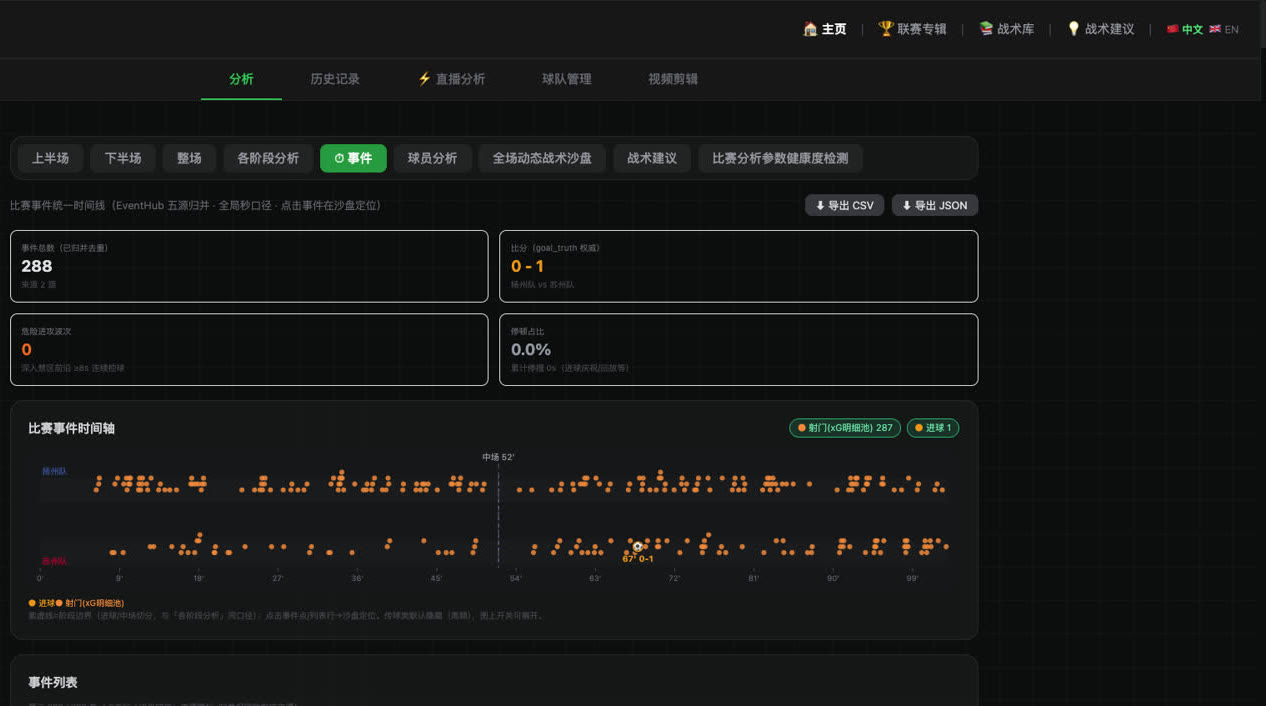 🏠 主页 | 🏆 联赛专辑 | 📚 战术库 | 💡 战术建议 | 🇨🇳 中文 🇬🇧 EN
分析 历史记录 ⚡ 直播分析 球队管理 视频剪辑
上半场 下半场 整场 各阶段分析 ⏱ 事件 球员分析 全场动态战术沙盘 战术建议 比赛分析参数健康度检测
比赛事件统一时间线（EventHub 五源归并 · 全局秒口径 · 点击事件在沙盘定位）
⬇ 导出 CSV ⬇ 导出 JSON
事件总数（已归并去重）
288
来源 2 源
比分（goal_truth 权威）
0 - 1
扬州队 vs 苏州队
危险进攻波次
0
深入禁区前沿 ≥8s 连续控球
停顿占比
0.0%
累计停摆 0s（进球庆祝/回放等）
比赛事件时间轴
射门(xG明细池) 287 进球 1
中场 52'
扬州队
苏州队
67' 0-1
0' 9' 18' 27' 36' 45' 54' 63' 72' 81' 90' 99'
进球 射门(xG明细池)
紫虚线=阶段边界（进球/中场切分，与「各阶段分析」同口径）。点击事件点/列表行→沙盘定位。传球类默认隐藏（高频），图上开关可展开。
事件列表